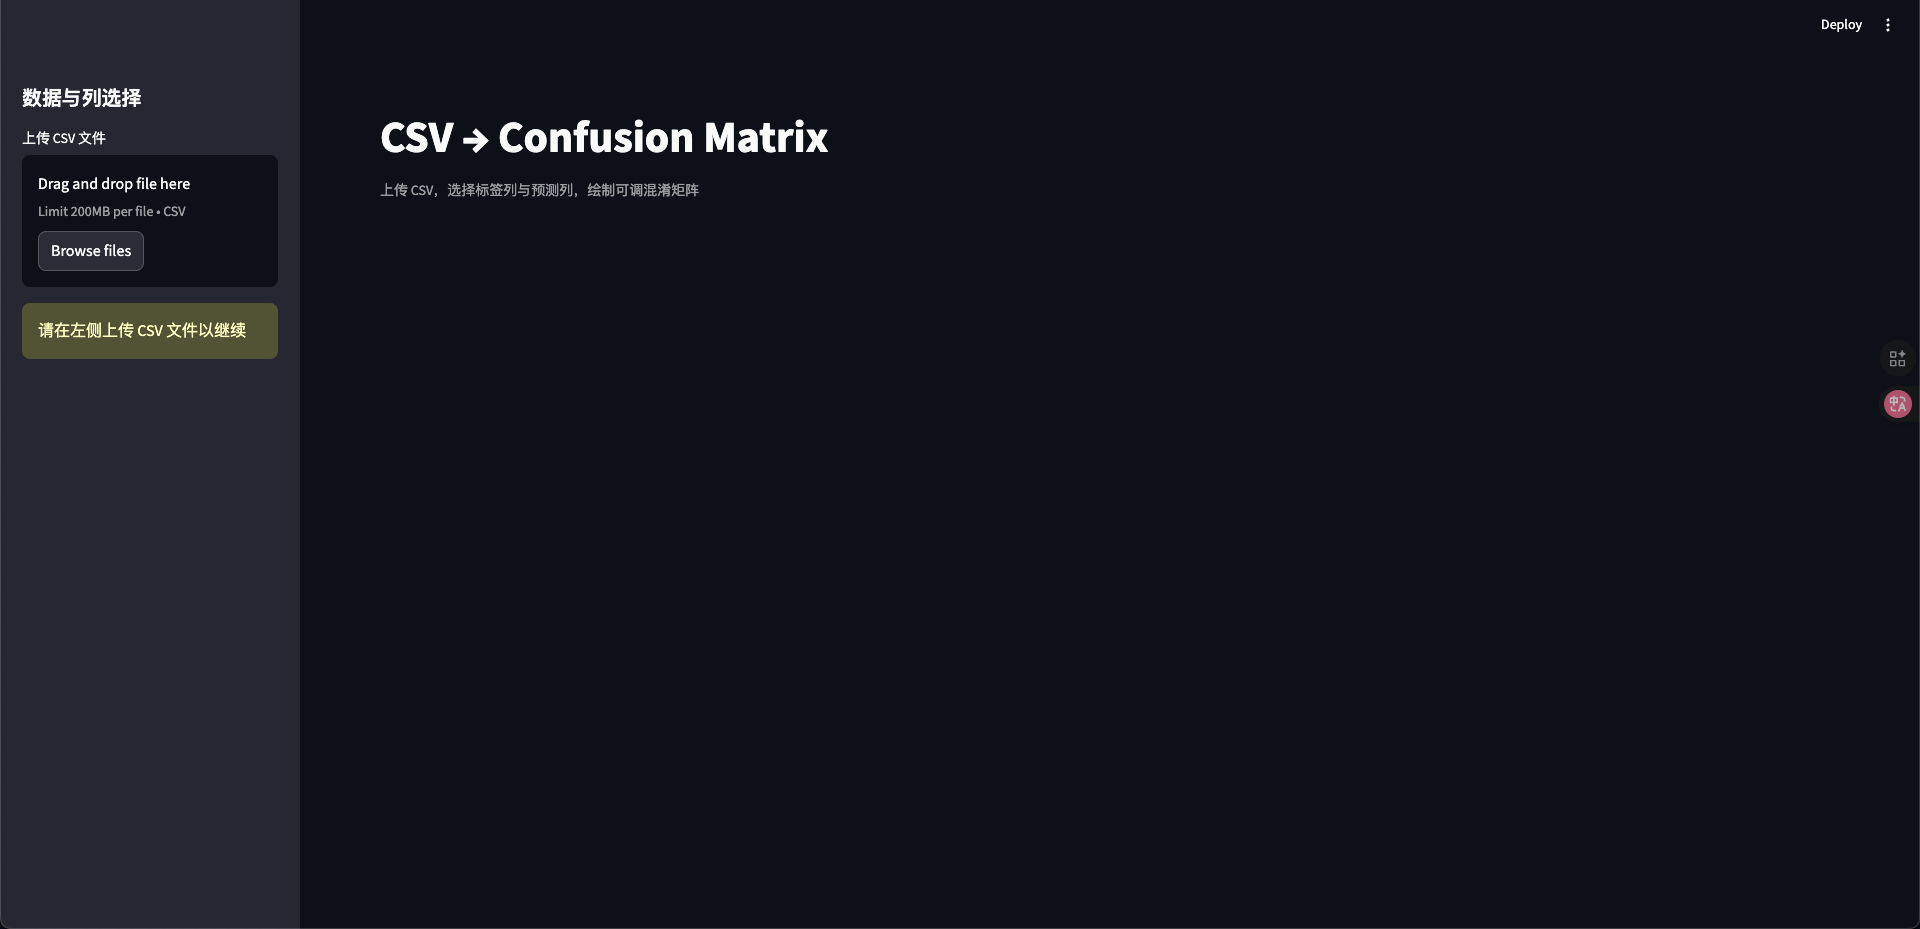 Deploy
数据与列选择
上传 CSV 文件
Drag and drop file here
Limit 200MB per file • CSV
Browse files
请在左侧上传 CSV 文件以继续
CSV → Confusion Matrix
上传 CSV，选择标签列与预测列，绘制可调混淆矩阵
中A